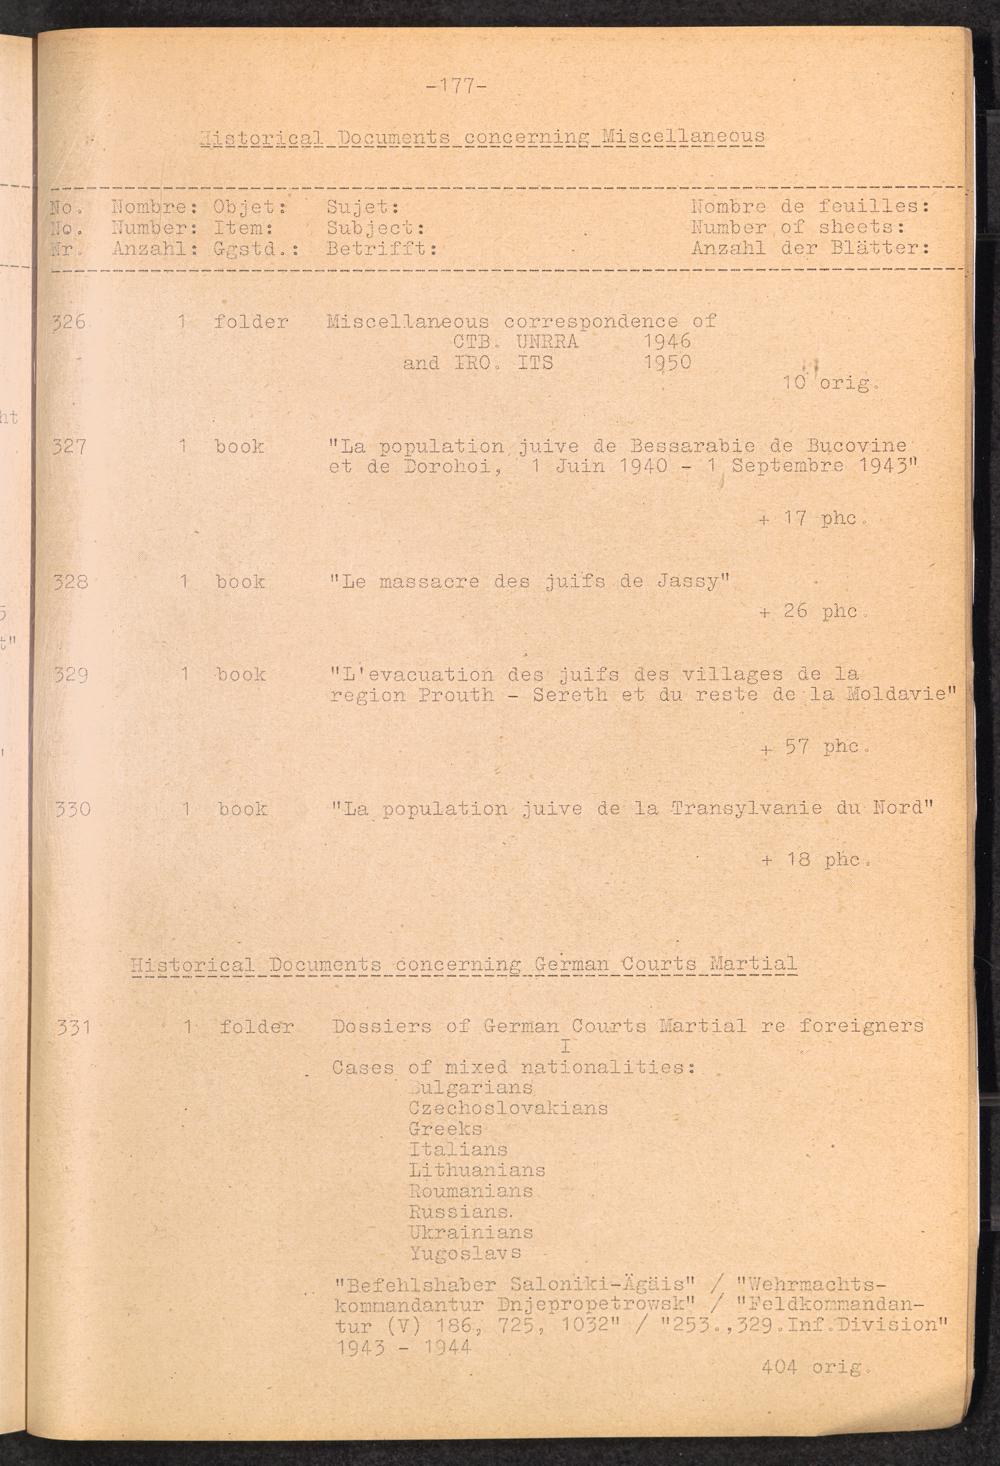 -177-
Historical Documents concerning Miscellaneous
No. Nombre: Objet: Sujet: Nombre de feuilles:
No. Number: Item: Subject: Number of sheets:
Nr. Anzahl: Ggstd.: Betrifft: Anzahl der Blätter:
326 1 folder Miscellaneous correspondence of
CTB. UNRRA 1946
and IRO. ITS 1950
10 orig.
327 1 book "La population juive de Bessarabie de Bucovine
et de Dorohoi, 1 Juin 1940 - 1 Septembre 1943"
+ 17 phc.
328 1 book "Le massacre des juifs de Jassy"
+ 26 phc.
329 1 book "L'evacuation des juifs des villages de la
region Prouth - Sereth et du reste de la Moldavie"
+ 57 phc.
330 1 book "La population juive de la Transylvanie du Nord"
+ 18 phc.
Historical Documents concerning German Courts Martial
331 1 folder Dossiers of German Courts Martial re foreigners
I
Cases of mixed nationalities:
Bulgarians
Czechoslovakians
Greeks
Italians
Lithuanians
Roumanians
Russians.
Ukrainians
Yugoslavs
"Befehlshaber Saloniki-Ägäis" / "Wehrmachts-
kommandantur Dnjepropetrowsk" / "Feldkommandan-
tur (V) 186, 725, 1032" / "253.,329.Inf.Division"
1943 - 1944
404 orig.